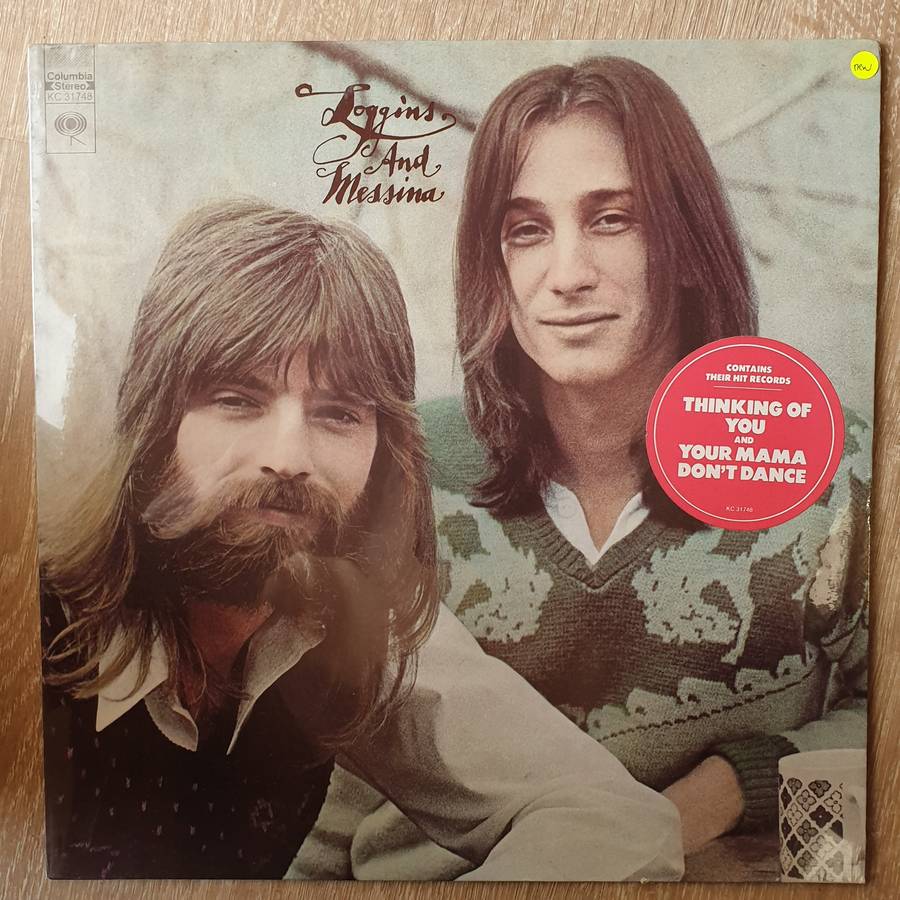 Columbia
Stereo
KC 31748
Loggins
And
Messina
new
CONTAINS
THEIR HIT RECORDS
THINKING OF
YOU
AND
YOUR MAMA
DON'T DANCE
KC 31748